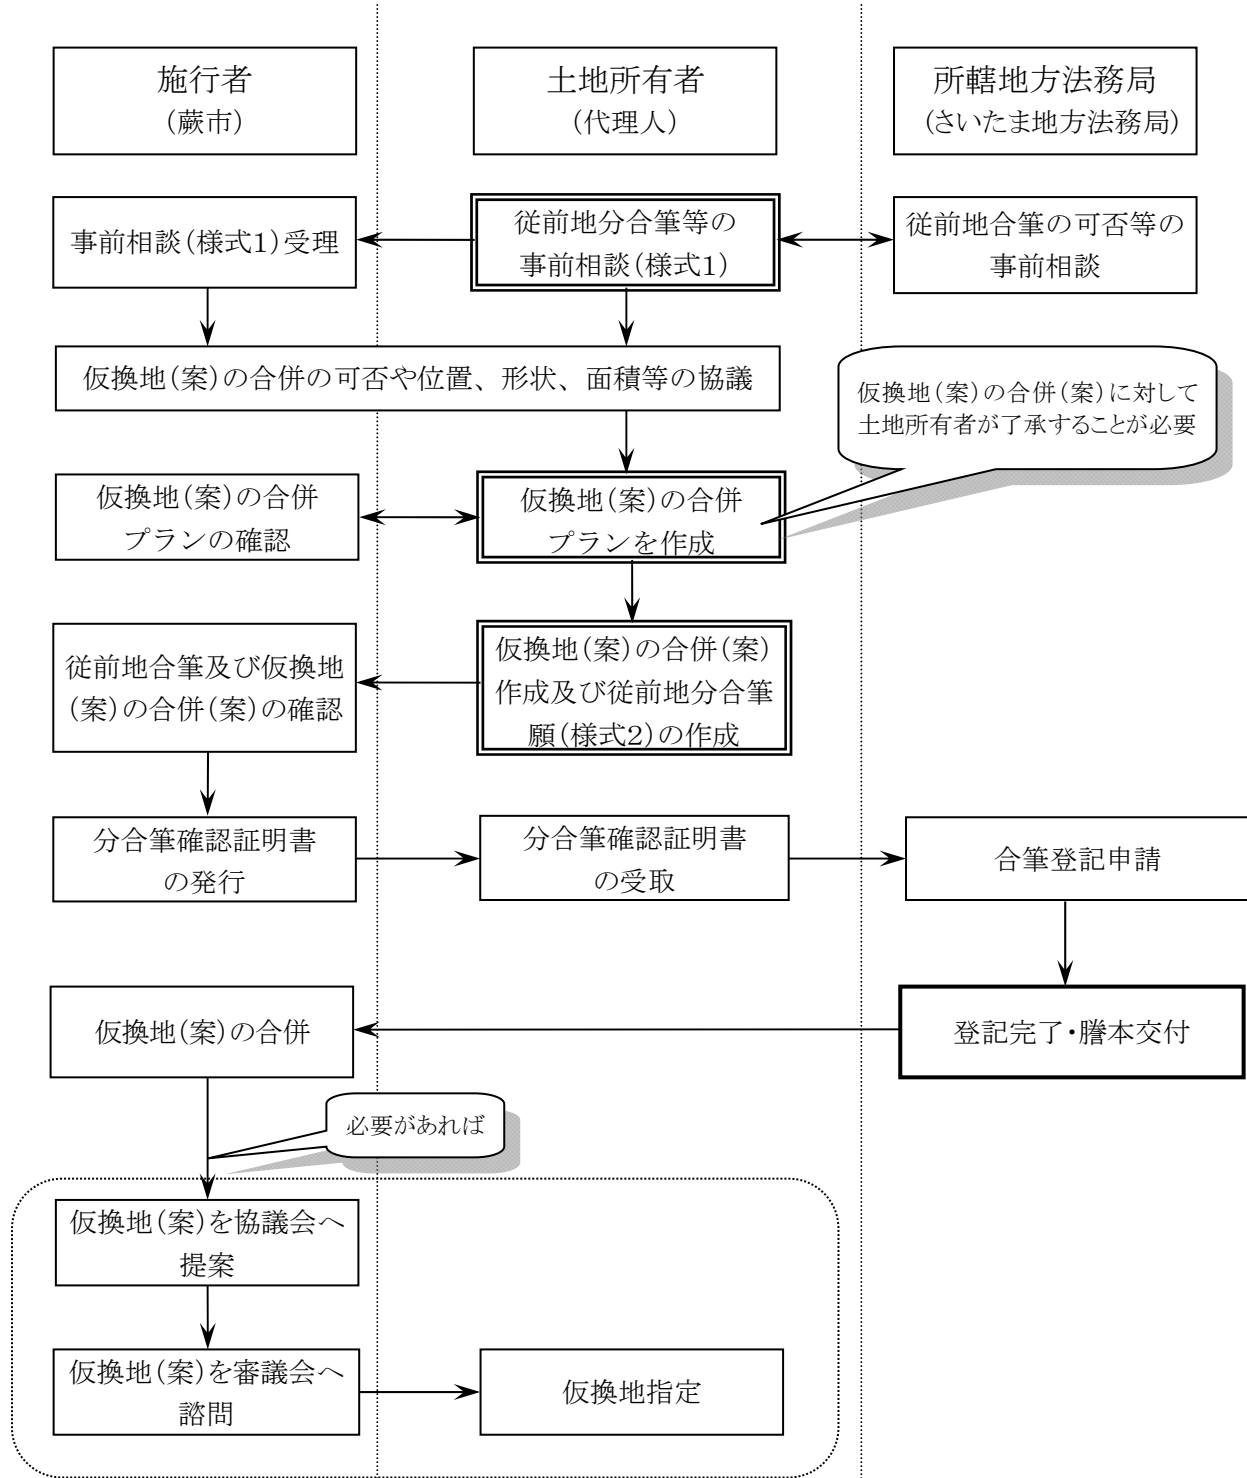 施行者
(蕨市)
土地所有者
(代理人)
所轄地方法務局
(さいたま地方法務局)
事前相談(様式1)受理
従前地分合筆等の
事前相談(様式1)
従前地合筆の可否等の
事前相談
仮換地(案)の合併の可否や位置、形状、面積等の協議
仮換地(案)の合併(案)に対して
土地所有者が了承することが必要
仮換地(案)の合併
プランの確認
仮換地(案)の合併
プランを作成
従前地合筆及び仮換地
(案)の合併(案)の確認
仮換地(案)の合併(案)
作成及び従前地分合筆
願(様式2)の作成
分合筆確認証明書
の発行
分合筆確認証明書
の受取
合筆登記申請
仮換地(案)の合併
登記完了・謄本交付
必要があれば
仮換地(案)を協議会へ
提案
仮換地(案)を審議会へ
諮問
仮換地指定